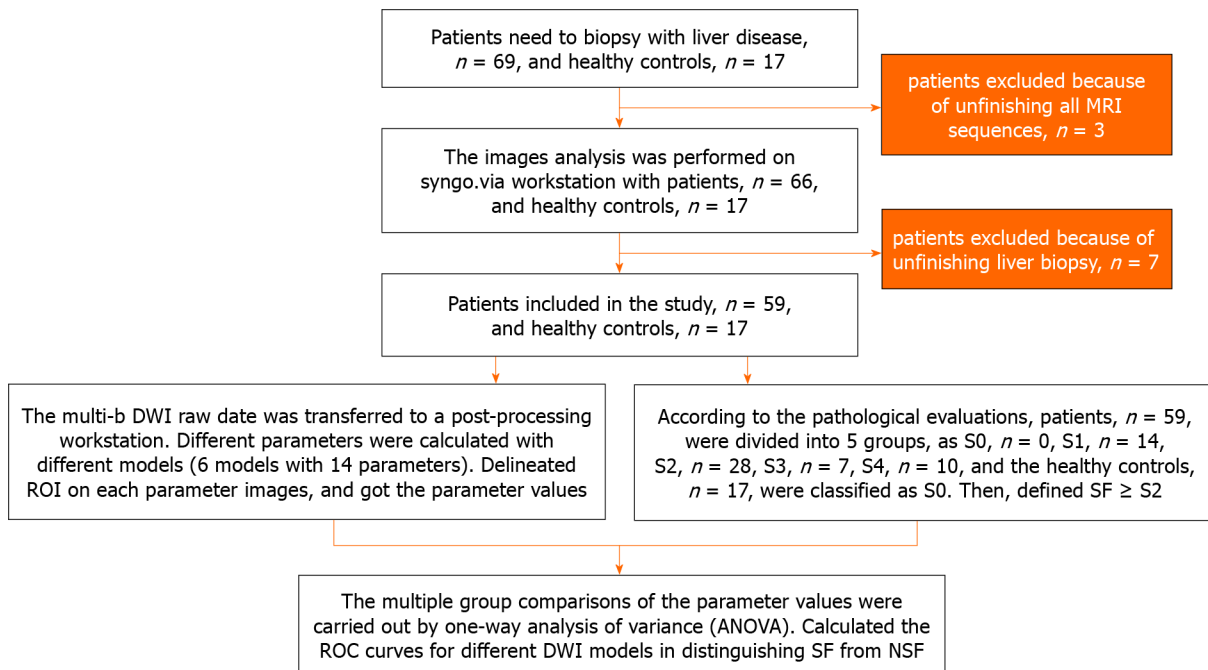 Patients need to biopsy with liver disease,
n = 69, and healthy controls, n = 17
patients excluded because
of unfinishing all MRI
sequences, n = 3
The images analysis was performed on
syngo.via workstation with patients, n = 66,
and healthy controls, n = 17
patients excluded because of
unfinishing liver biopsy, n = 7
Patients included in the study, n = 59,
and healthy controls, n = 17
The multi-b DWI raw date was transferred to a post-processing
workstation. Different parameters were calculated with
different models (6 models with 14 parameters). Delineated
ROI on each parameter images, and got the parameter values
According to the pathological evaluations, patients, n = 59,
were divided into 5 groups, as S0, n = 0, S1, n = 14,
S2, n = 28, S3, n = 7, S4, n = 10, and the healthy controls,
n = 17, were classified as S0. Then, defined SF ≥ S2
The multiple group comparisons of the parameter values were
carried out by one-way analysis of variance (ANOVA). Calculated the
ROC curves for different DWI models in distinguishing SF from NSF